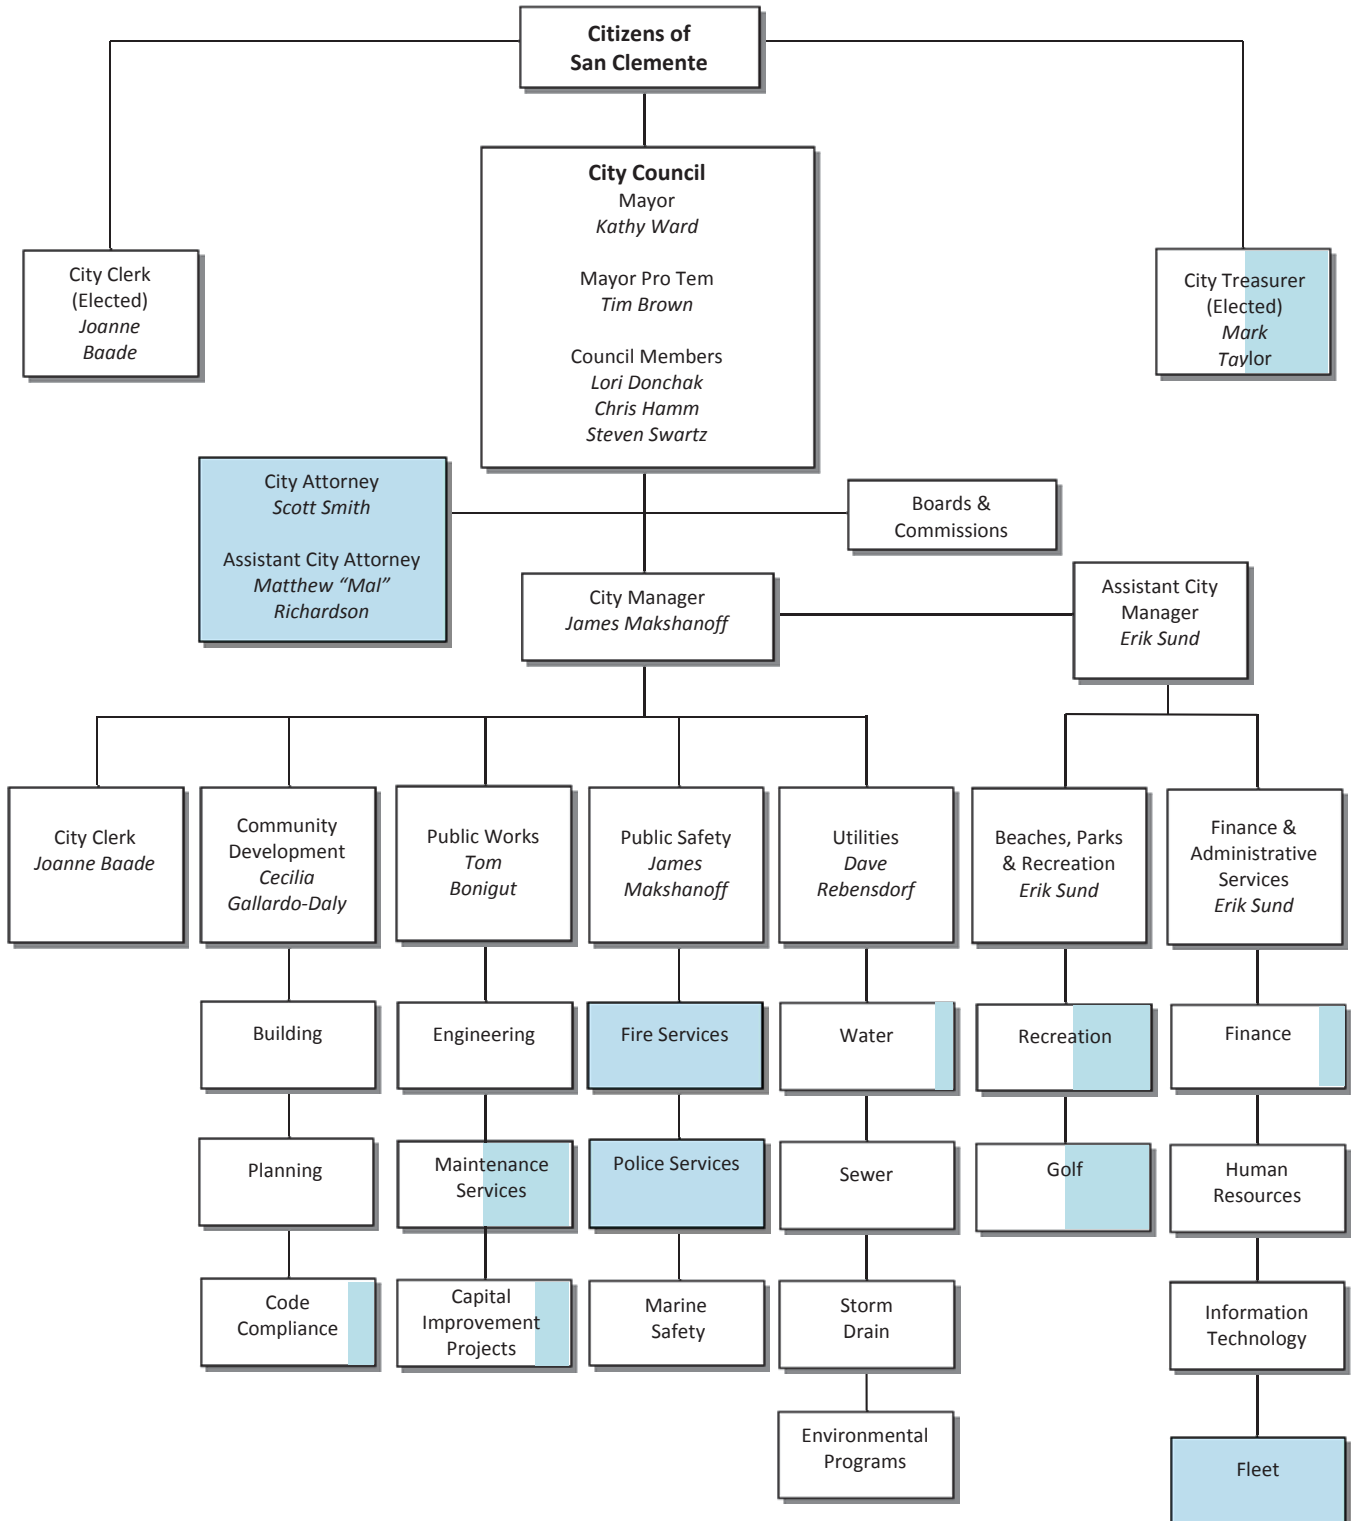 Citizens of
San Clemente
City Council
Mayor
Kathy Ward
Mayor Pro Tem
Tim Brown
Council Members
Lori Donchak
Chris Hamm
Steven Swartz
City Clerk
(Elected)
Joanne
Baade
City Treasurer
(Elected)
Mark
Taylor
City Attorney
Scott Smith
Assistant City Attorney
Matthew “Mal”
Richardson
Boards &
Commissions
City Manager
James Makshanoff
Assistant City
Manager
Erik Sund
City Clerk
Joanne Baade
Community
Development
Cecilia
Gallardo-Daly
Public Works
Tom
Bonigut
Public Safety
James
Makshanoff
Utilities
Dave
Rebensdorf
Beaches, Parks
& Recreation
Erik Sund
Finance &
Administrative
Services
Erik Sund
Building
Engineering
Fire Services
Water
Recreation
Finance
Planning
Maintenance
Services
Police Services
Sewer
Golf
Human
Resources
Code
Compliance
Capital
Improvement
Projects
Marine
Safety
Storm
Drain
Information
Technology
Environmental
Programs
Fleet